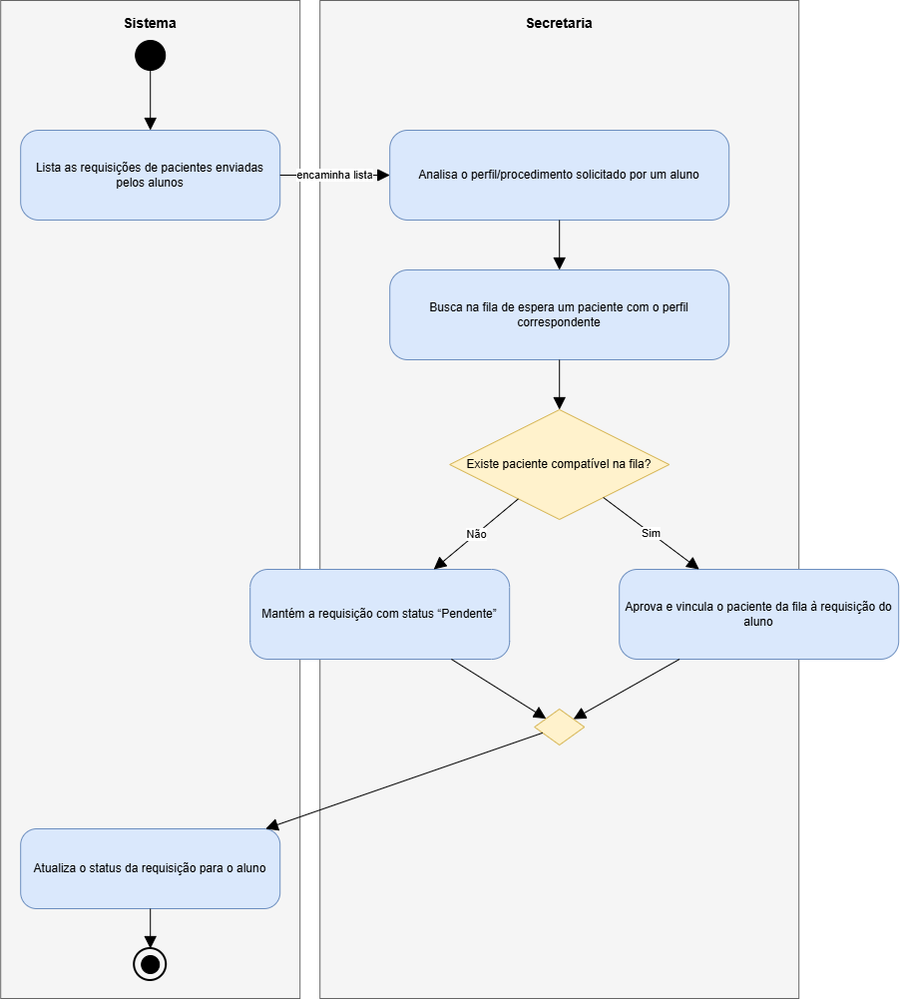 Sistema
Secretaria
Lista as requisições de pacientes enviadas
pelos alunos
encaminha lista
Analisa o perfil/procedimento solicitado por um aluno
Busca na fila de espera um paciente com o perfil
correspondente
Existe paciente compatível na fila?
Não
Sim
Mantém a requisição com status “Pendente”
Aprova e vincula o paciente da fila à requisição do
aluno
Atualiza o status da requisição para o aluno